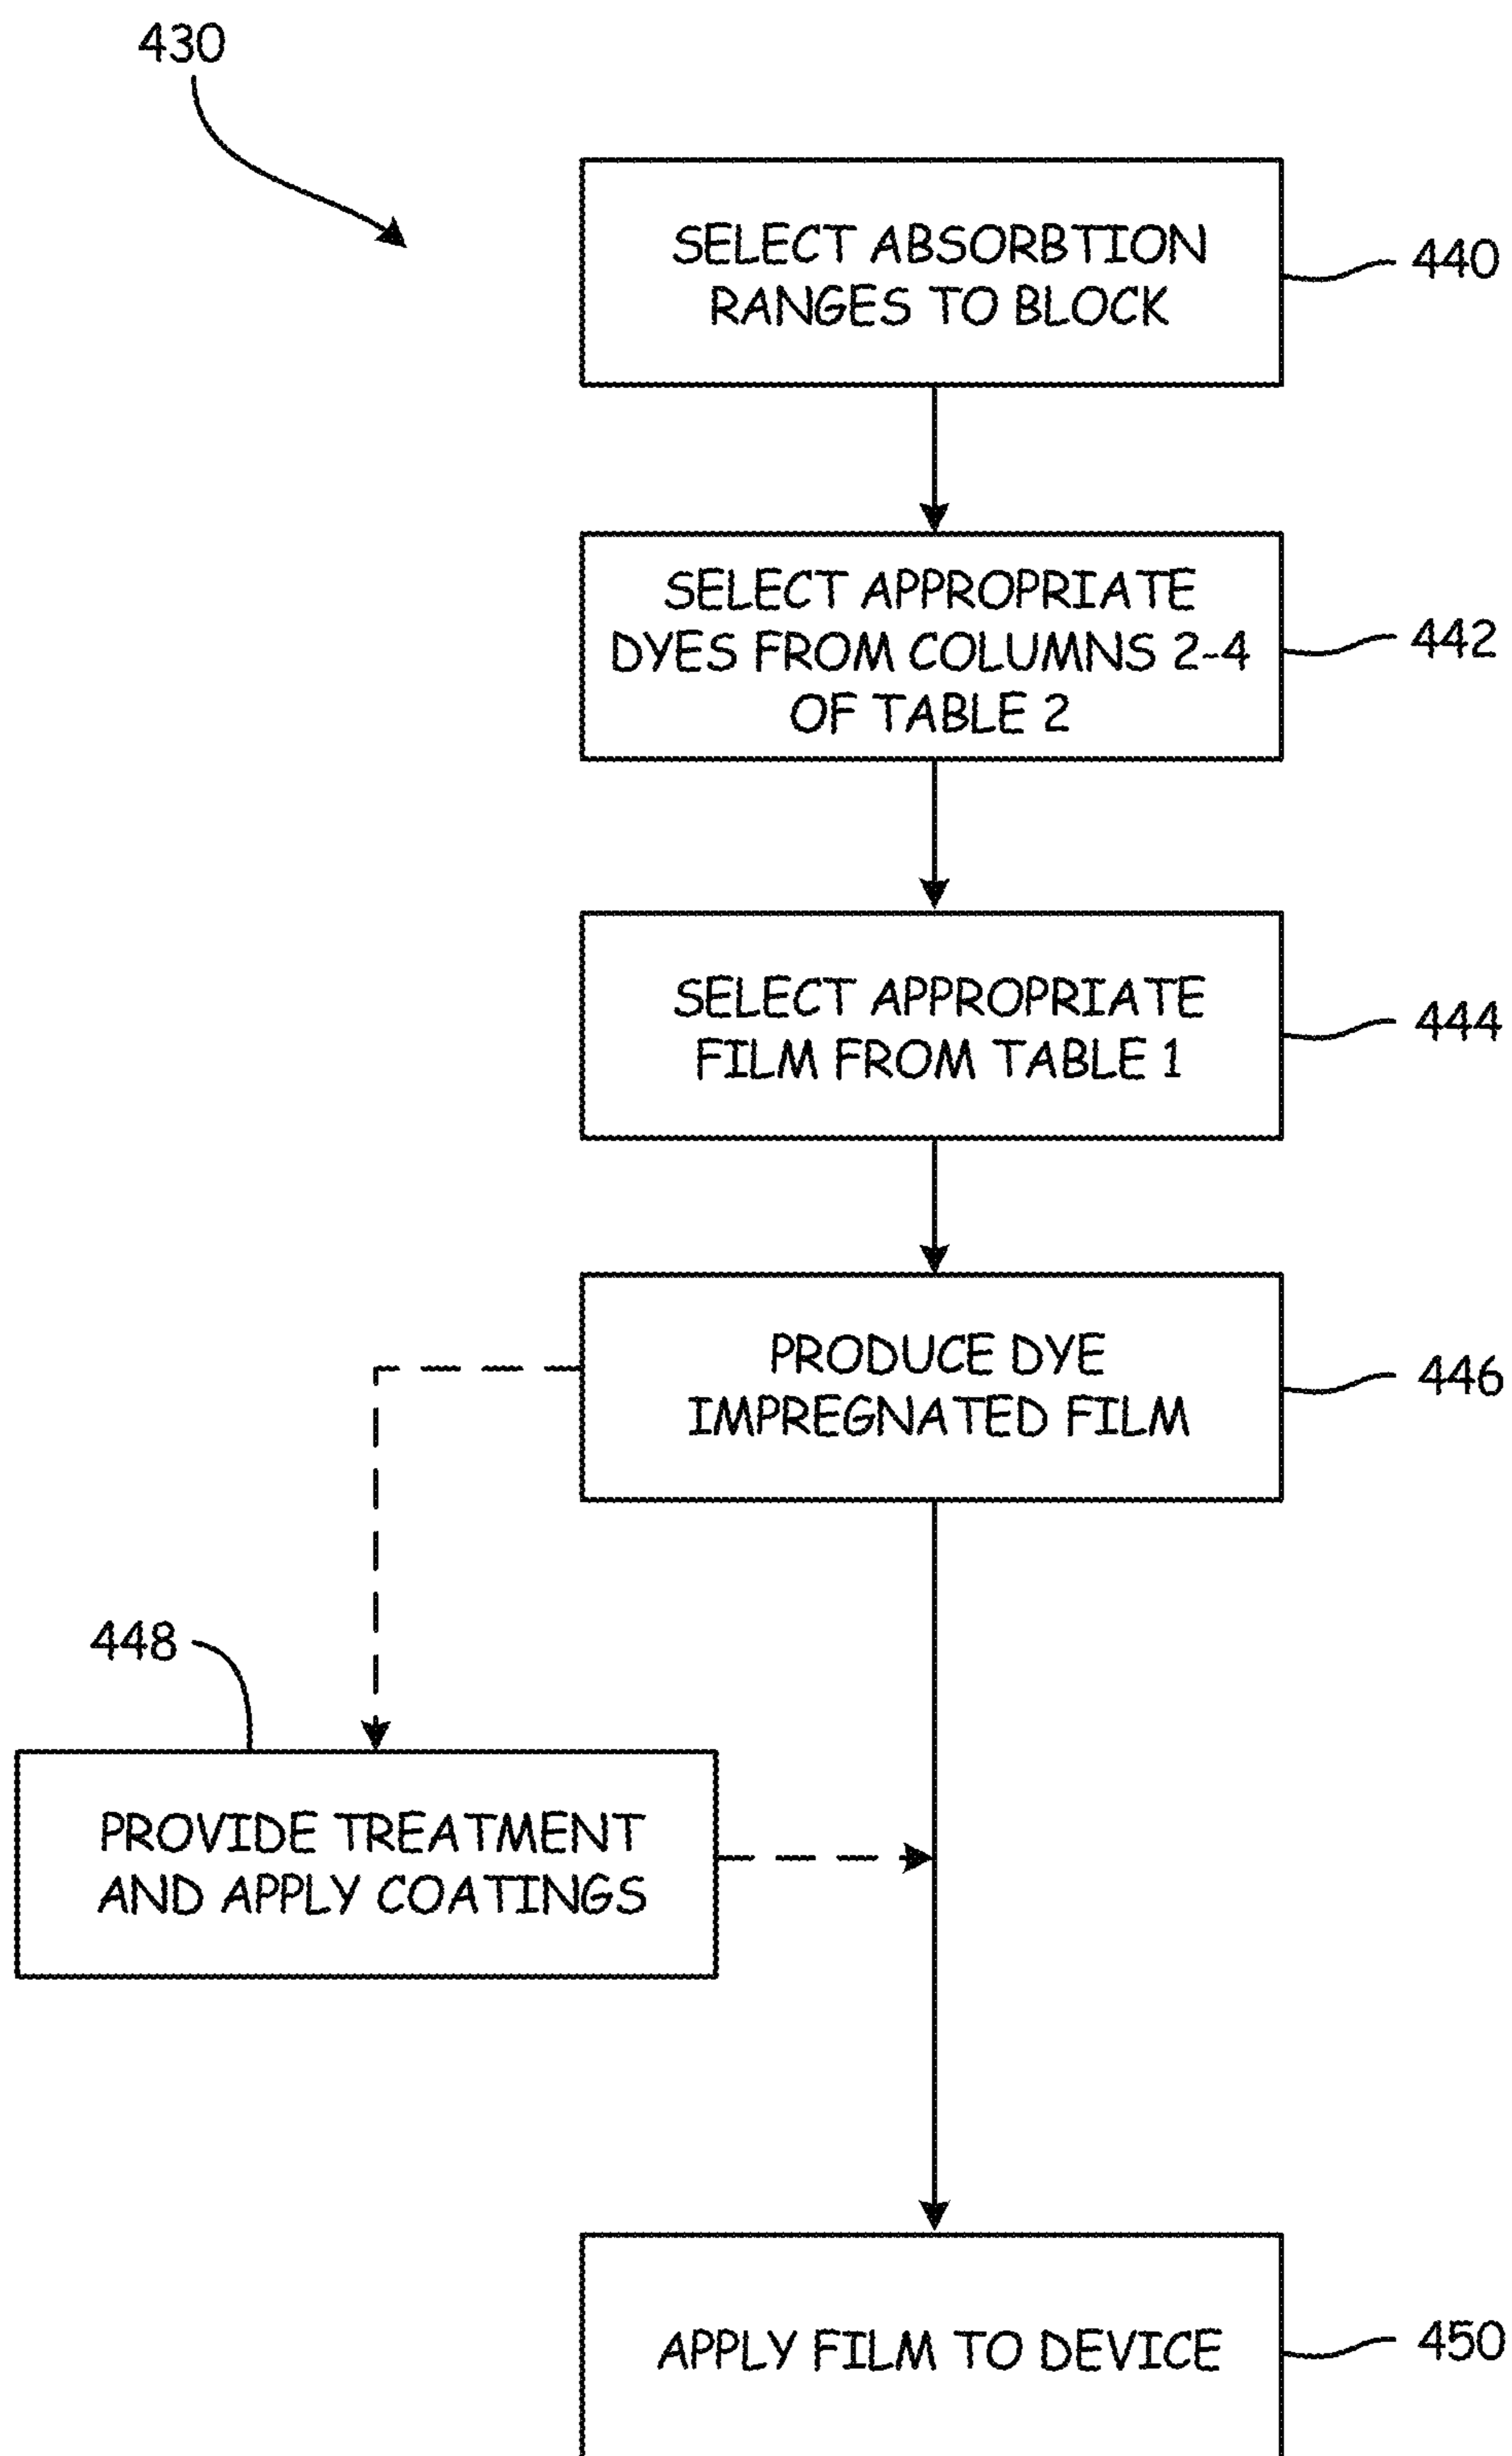 430
SELECT ABSORBTION
RANGES TO BLOCK
440
SELECT APPROPRIATE
DYES FROM COLUMNS 2-4
OF TABLE 2
442
SELECT APPROPRIATE
FILM FROM TABLE 1
444
PRODUCE DYE
IMPREGNATED FILM
446
448
PROVIDE TREATMENT
AND APPLY COATINGS
APPLY FILM TO DEVICE
450